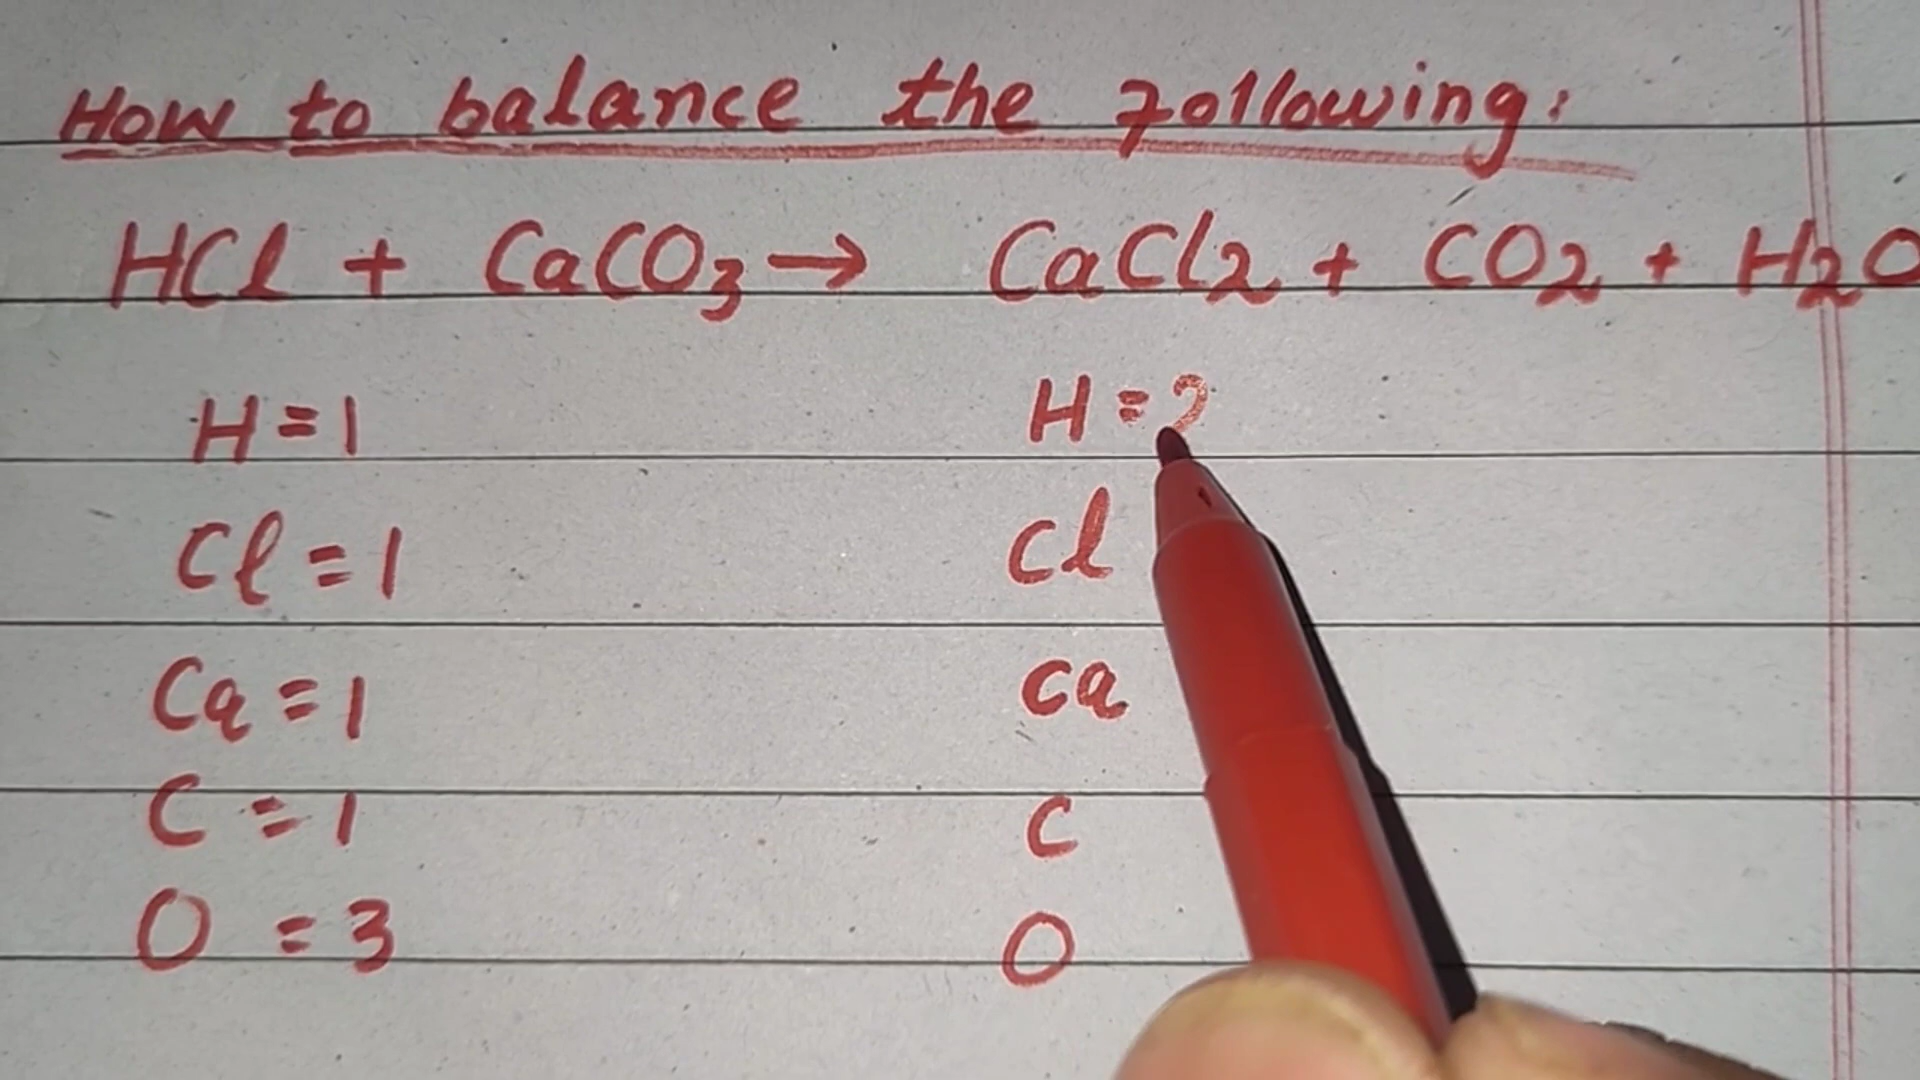 How to balance the following:
HCl + CaCO3 → CaCl2 + CO2 + H2O
H = 1 H = 2
Cl = 1 Cl
Ca = 1 Ca
C = 1 C
O = 3 O